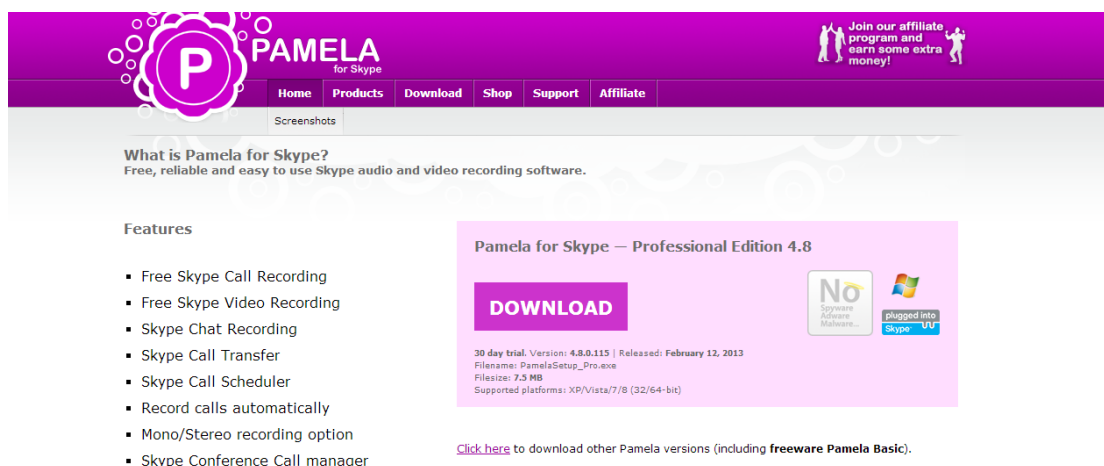 P
PAMELA
for Skype
Join our affiliate
program and
earn some extra
money!
Home Products Download Shop Support Affiliate
Screenshots
What is Pamela for Skype?
Free, reliable and easy to use Skype audio and video recording software.
Features
▪ Free Skype Call Recording
▪ Free Skype Video Recording
▪ Skype Chat Recording
▪ Skype Call Transfer
▪ Skype Call Scheduler
▪ Record calls automatically
▪ Mono/Stereo recording option
▪ Skype Conference Call manager
Pamela for Skype — Professional Edition 4.8
DOWNLOAD
No
Spyware
Adware
Malware...
plugged into
Skype
30 day trial. Version: 4.8.0.115 | Released: February 12, 2013
Filename: PamelaSetup_Pro.exe
Filesize: 7.5 MB
Supported platforms: XP/Vista/7/8 (32/64-bit)
Click here to download other Pamela versions (including freeware Pamela Basic).